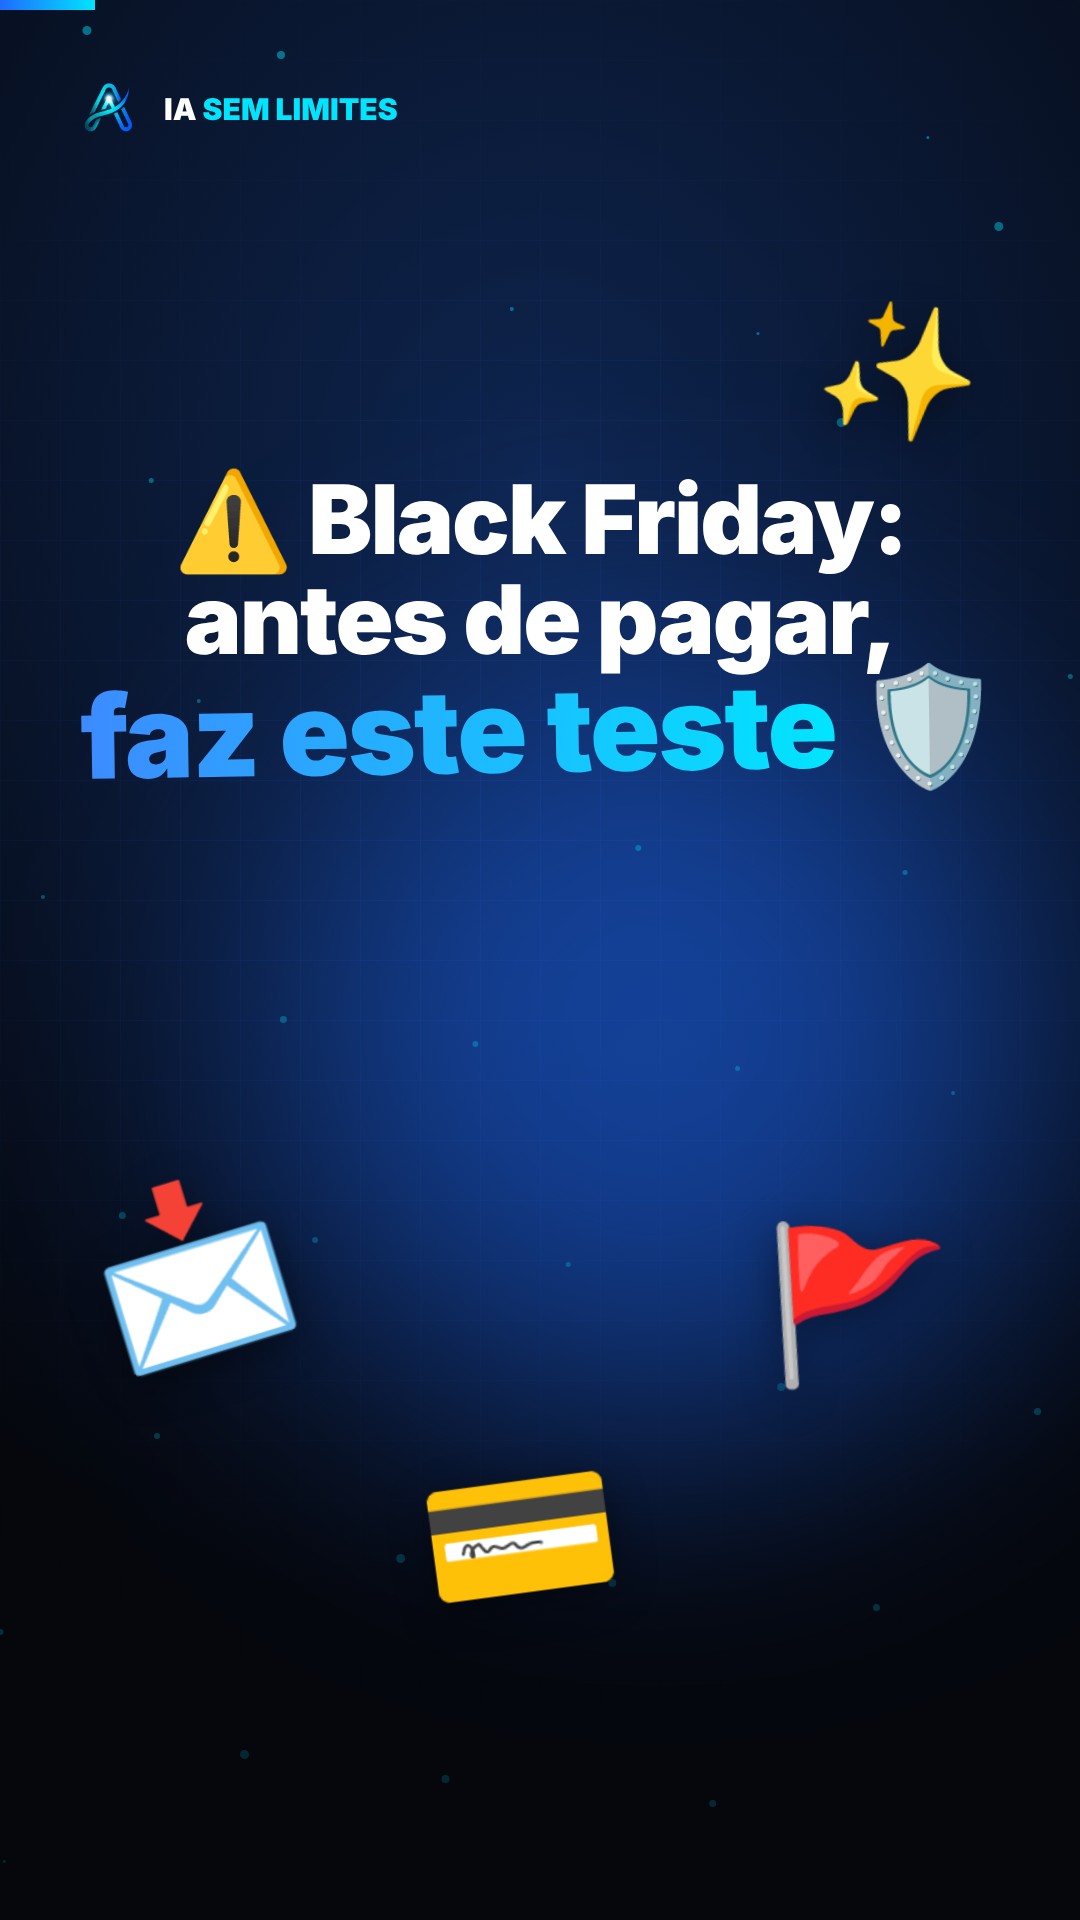 IA SEM LIMITES
⚠️ Black Friday:
antes de pagar,
faz este teste 🛡️